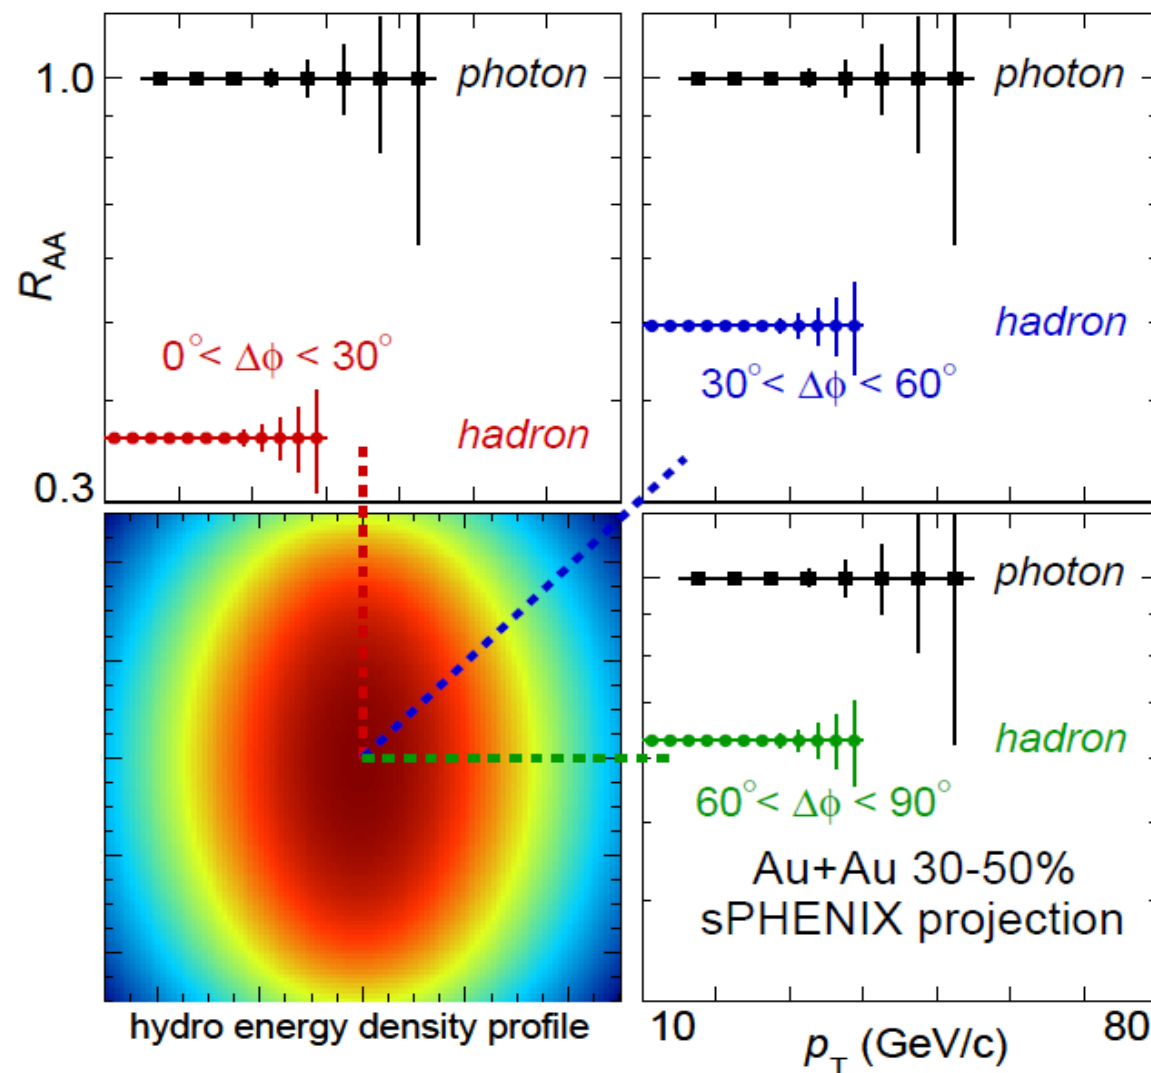 1.0
photon
photon
R_AA
0° < Δϕ < 30°
hadron
hadron
30° < Δϕ < 60°
0.3
photon
hadron
60° < Δϕ < 90°
Au+Au 30-50%
sPHENIX projection
hydro energy density profile
10
80
p_T (GeV/c)